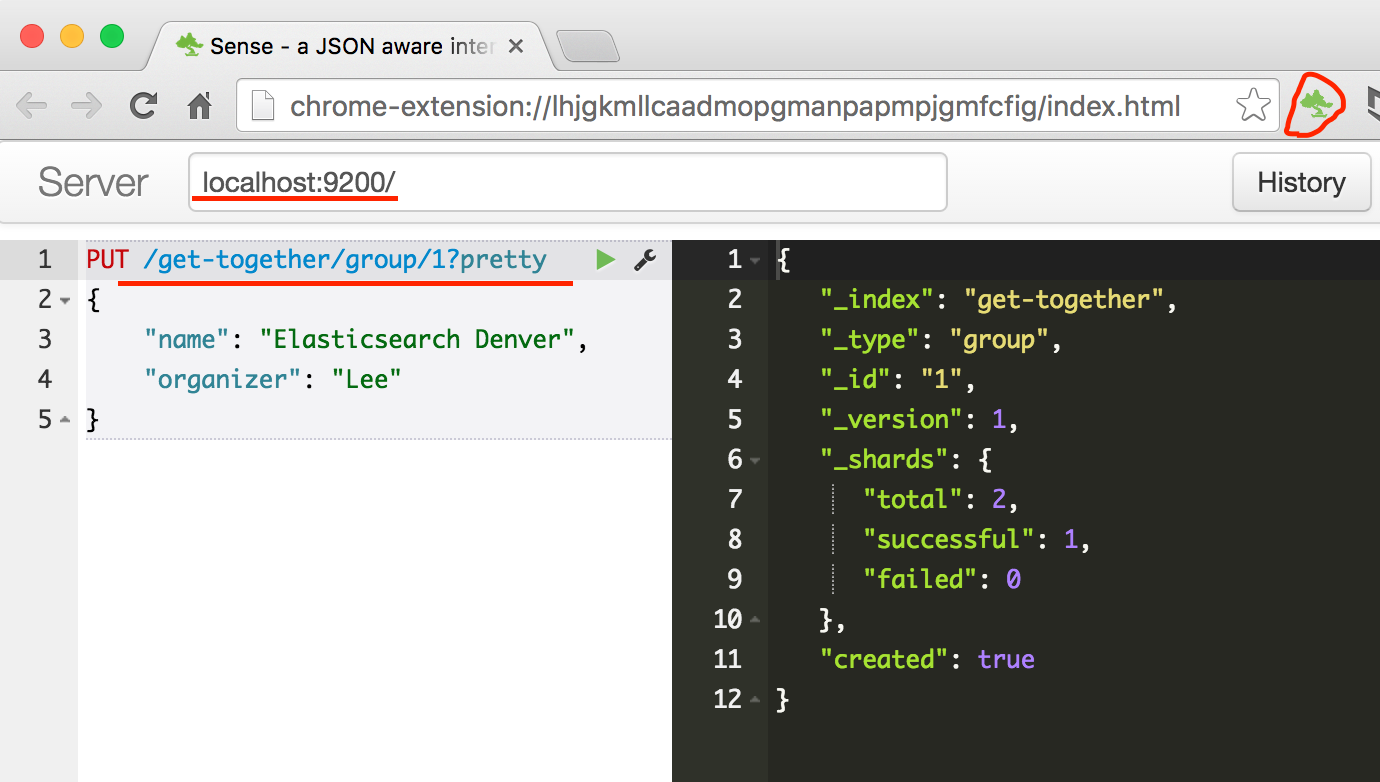 Sense - a JSON aware inter
chrome-extension://lhjgkmllcaadmopgmanpapmpjgmfcfig/index.html
Server localhost:9200/ History
1 PUT /get-together/group/1?pretty
2 {
3 "name": "Elasticsearch Denver",
4 "organizer": "Lee"
5 }
1 {
2 "_index": "get-together",
3 "_type": "group",
4 "_id": "1",
5 "_version": 1,
6 "_shards": {
7 "total": 2,
8 "successful": 1,
9 "failed": 0
10 },
11 "created": true
12 }